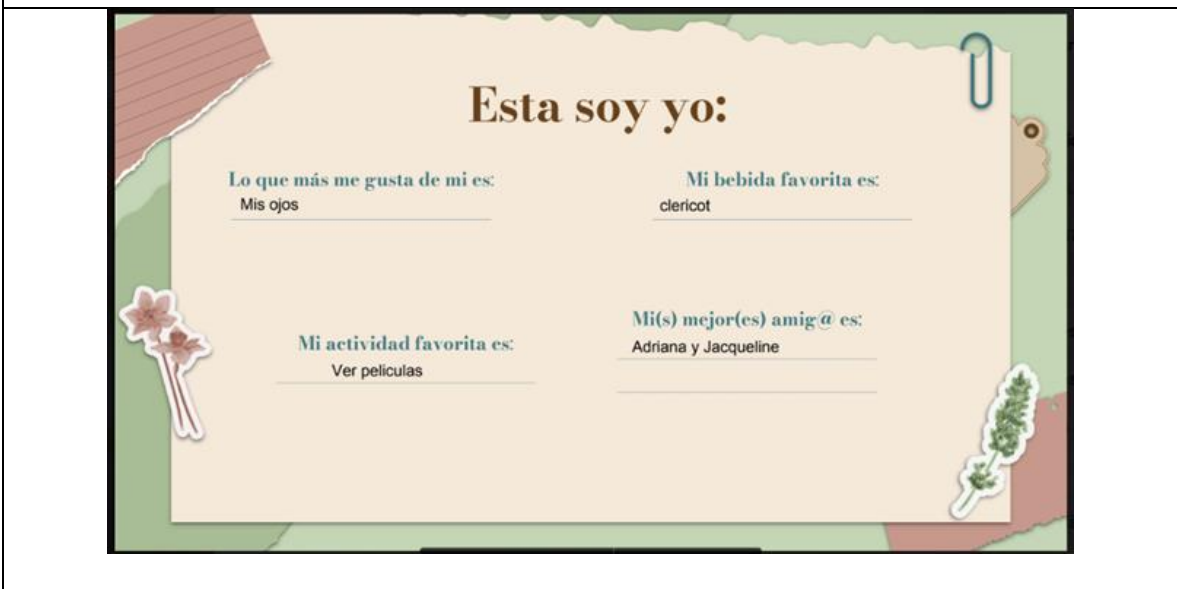 Esta soy yo:
Lo que más me gusta de mi es:
Mis ojos
Mi bebida favorita es:
clericot
Mi actividad favorita es:
Ver peliculas
Mi(s) mejor(es) amig@ es:
Adriana y Jacqueline